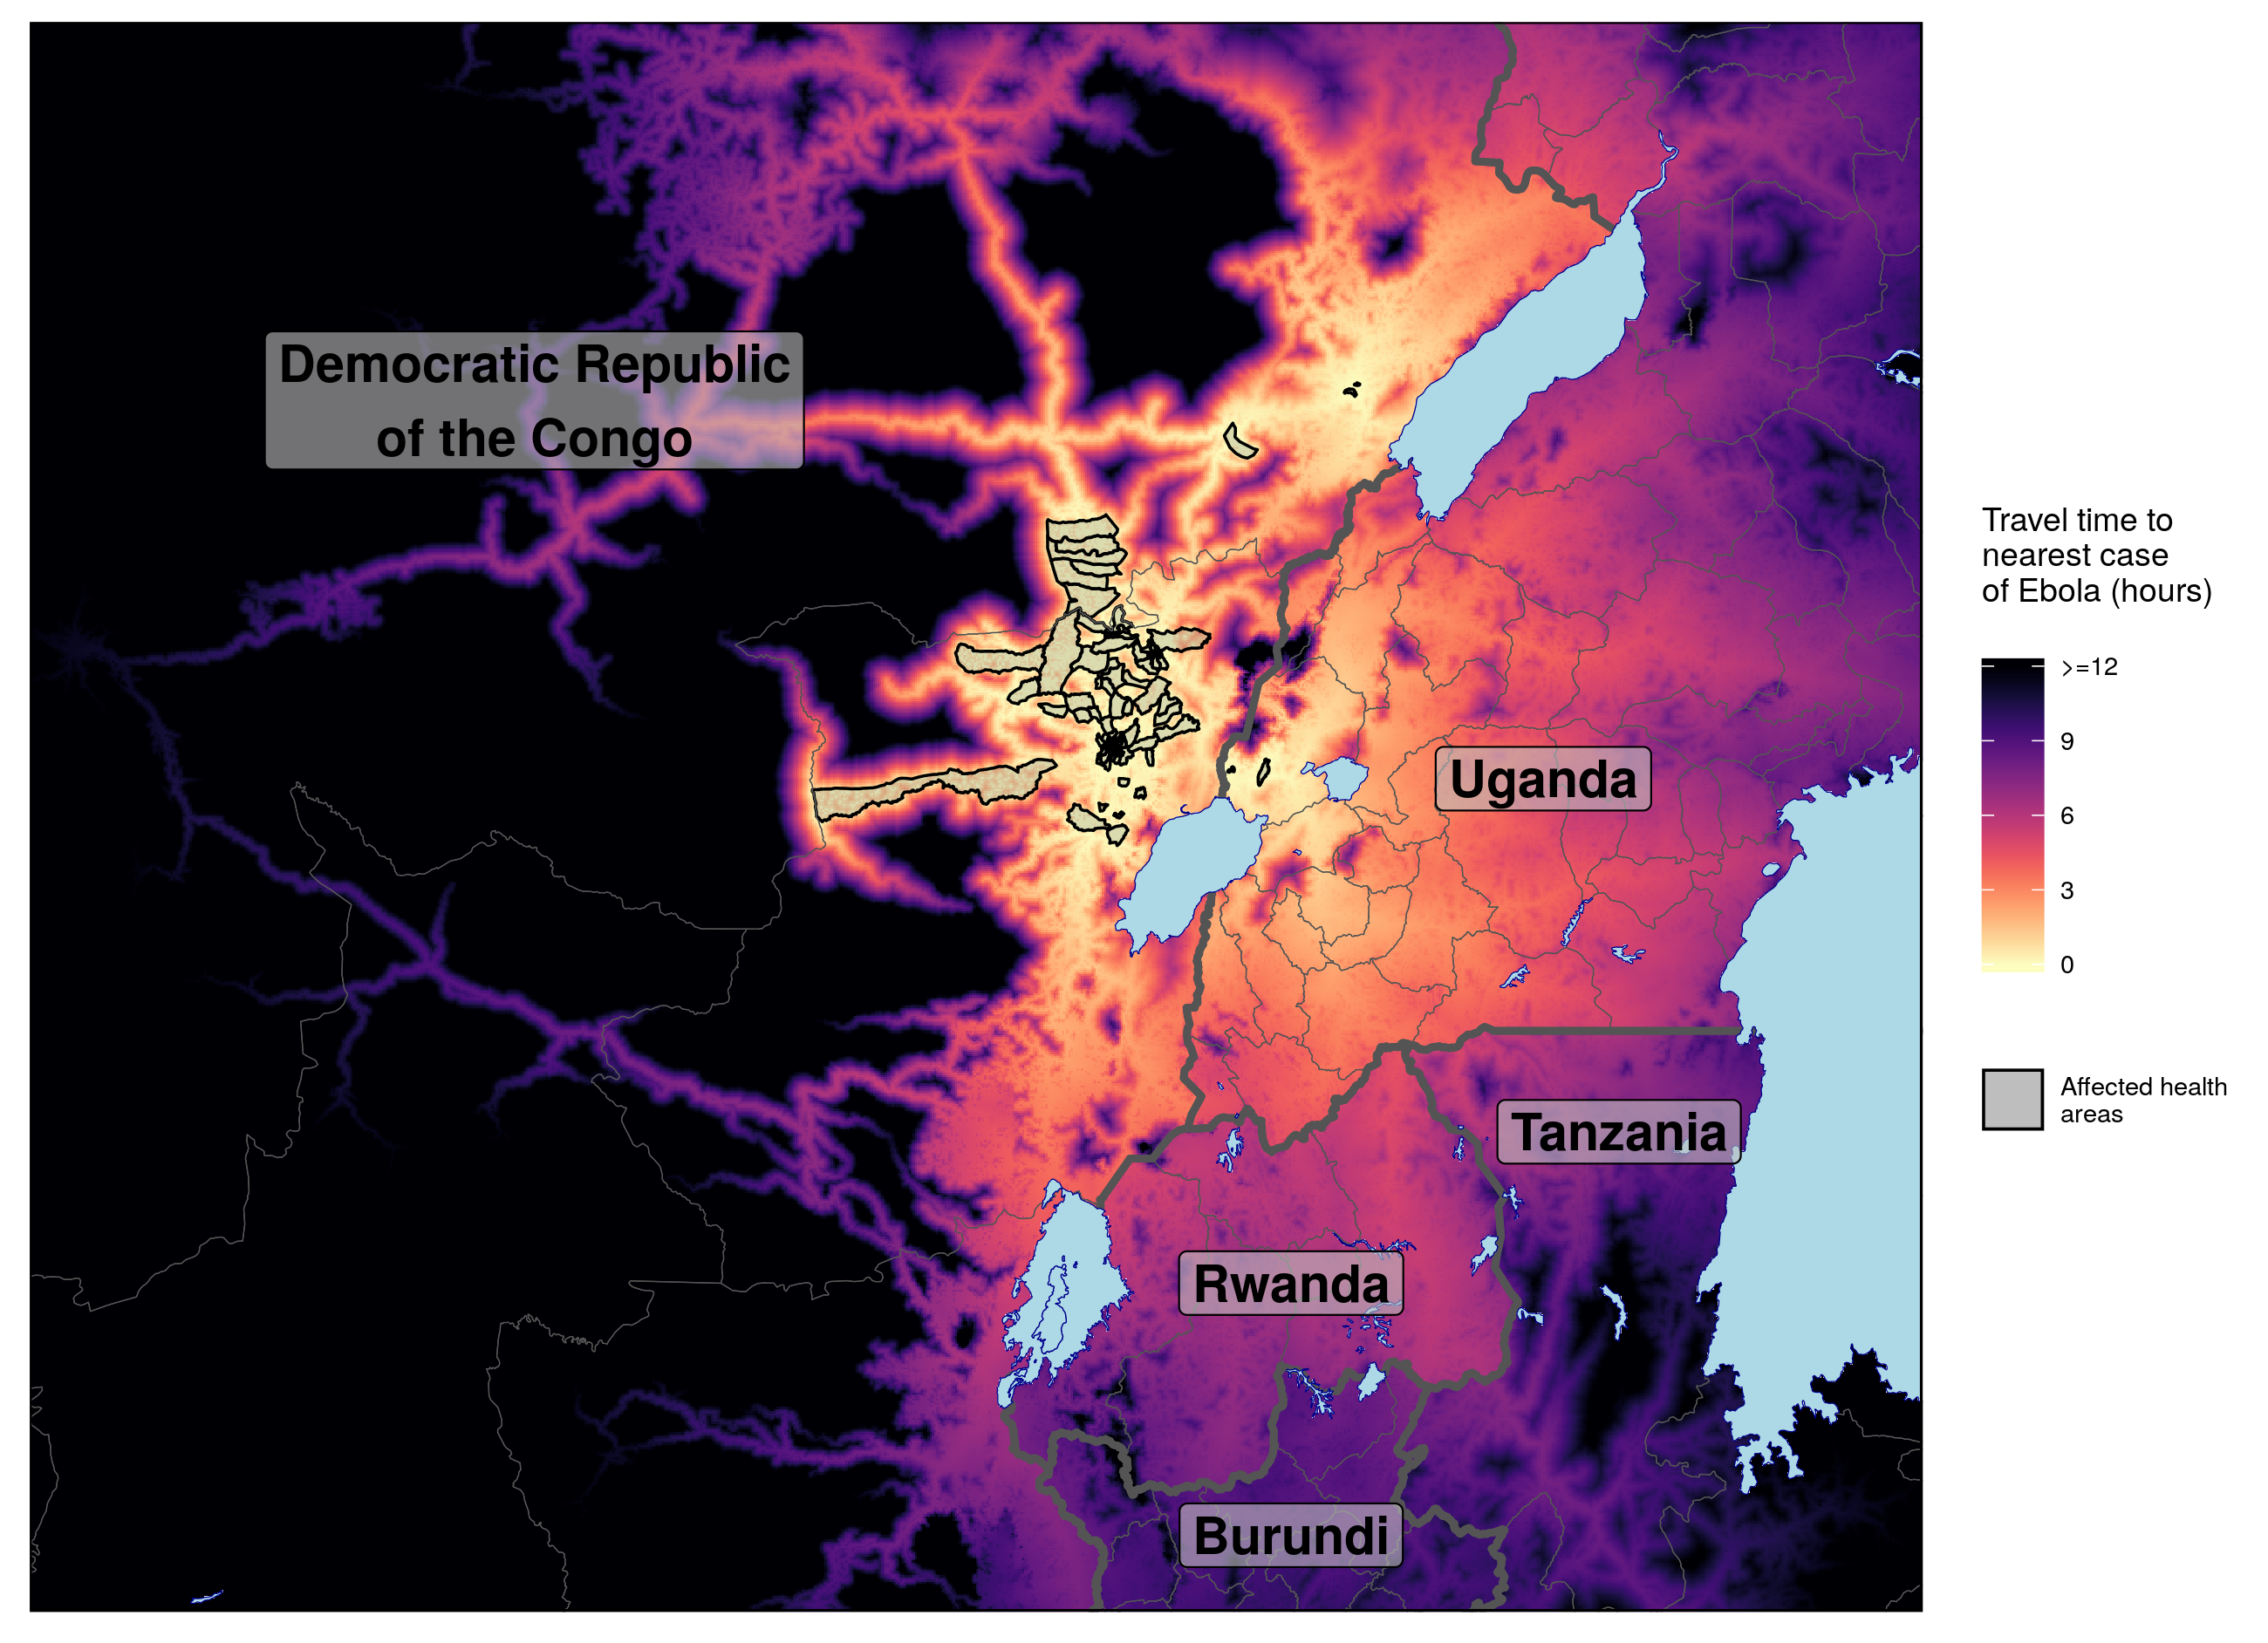 Democratic Republic
of the Congo
Uganda
Tanzania
Rwanda
Burundi
Travel time to
nearest case
of Ebola (hours)
>=12
9
6
3
0
Affected health
areas